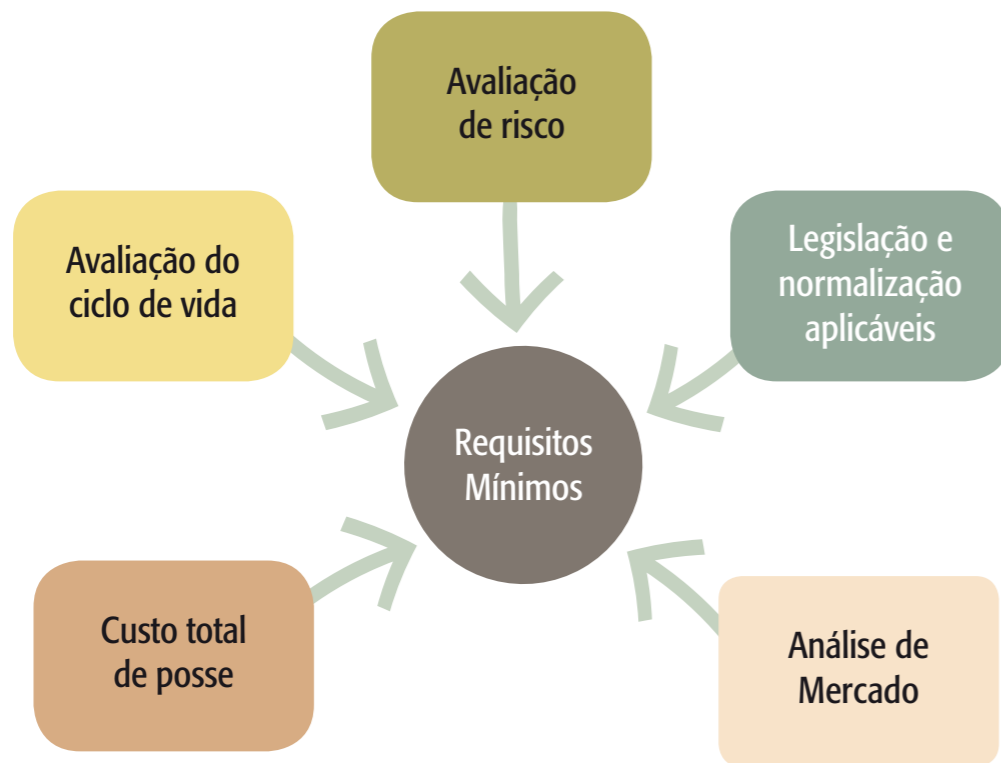 Avaliação
de risco
Avaliação do
ciclo de vida
Legislação e
normalização
aplicáveis
Requisitos
Mínimos
Custo total
de posse
Análise de
Mercado